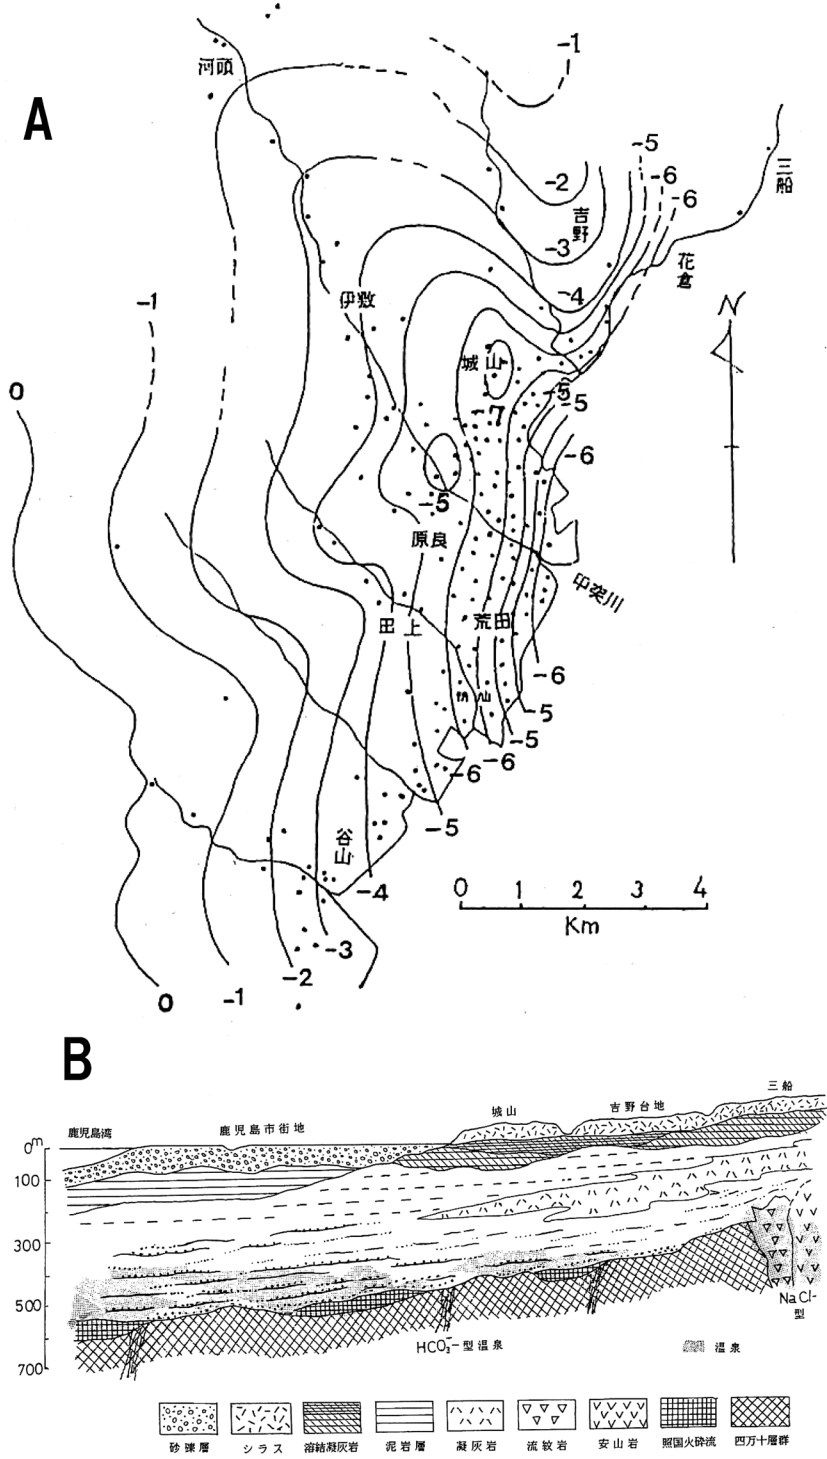 A
河頭
-1
-5
-6
-6
三船
-2
吉野
-3
花倉
-4
伊敷
-1
N
城山
0
-7
-5
-5
-6
-5
原良
甲突川
田上
荒田
-6
-5
-5
-6
-6
-5
谷山
-4
0 1 2 3 4
Km
-3
-2
-1
0
B
三船
城山
吉野台地
鹿児島湾
鹿児島市街地
0m
100
300
500
700
NaCl-型
HCO3-型温泉
温泉
砂礫層
シラス
溶結凝灰岩
泥岩層
凝灰岩
流紋岩
安山岩
照国火砕流
四万十層群